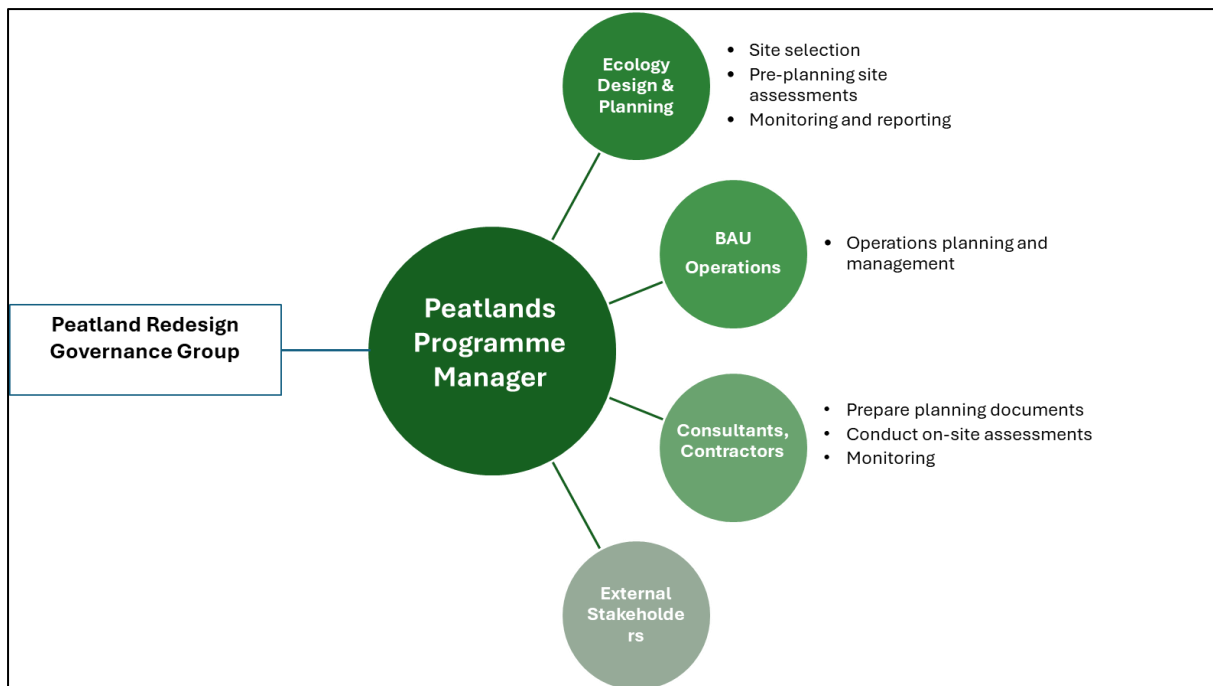 Ecology
Design &
Planning
• Site selection
• Pre-planning site
assessments
• Monitoring and reporting
BAU
Operations
• Operations planning and
management
Peatland Redesign
Governance Group
Peatlands
Programme
Manager
Consultants,
Contractors
• Prepare planning documents
• Conduct on-site assessments
• Monitoring
External
Stakeholde
rs